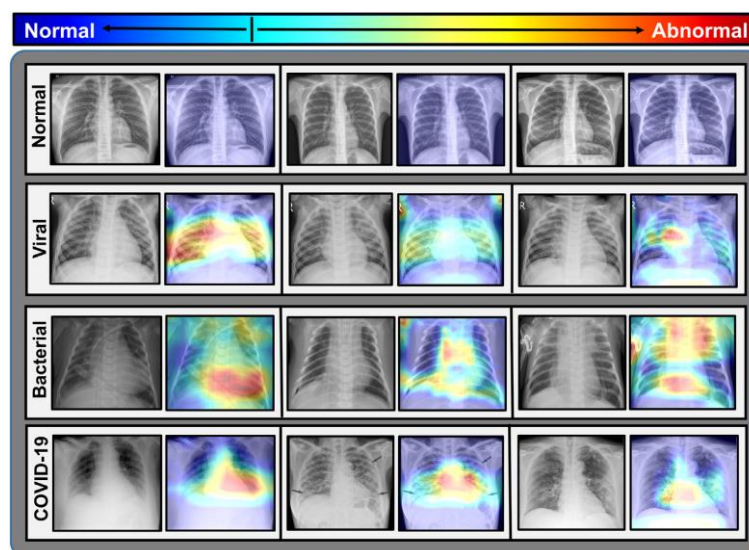 Normal
Abnormal
Normal
Viral
R
R
Bacterial
COVID-19